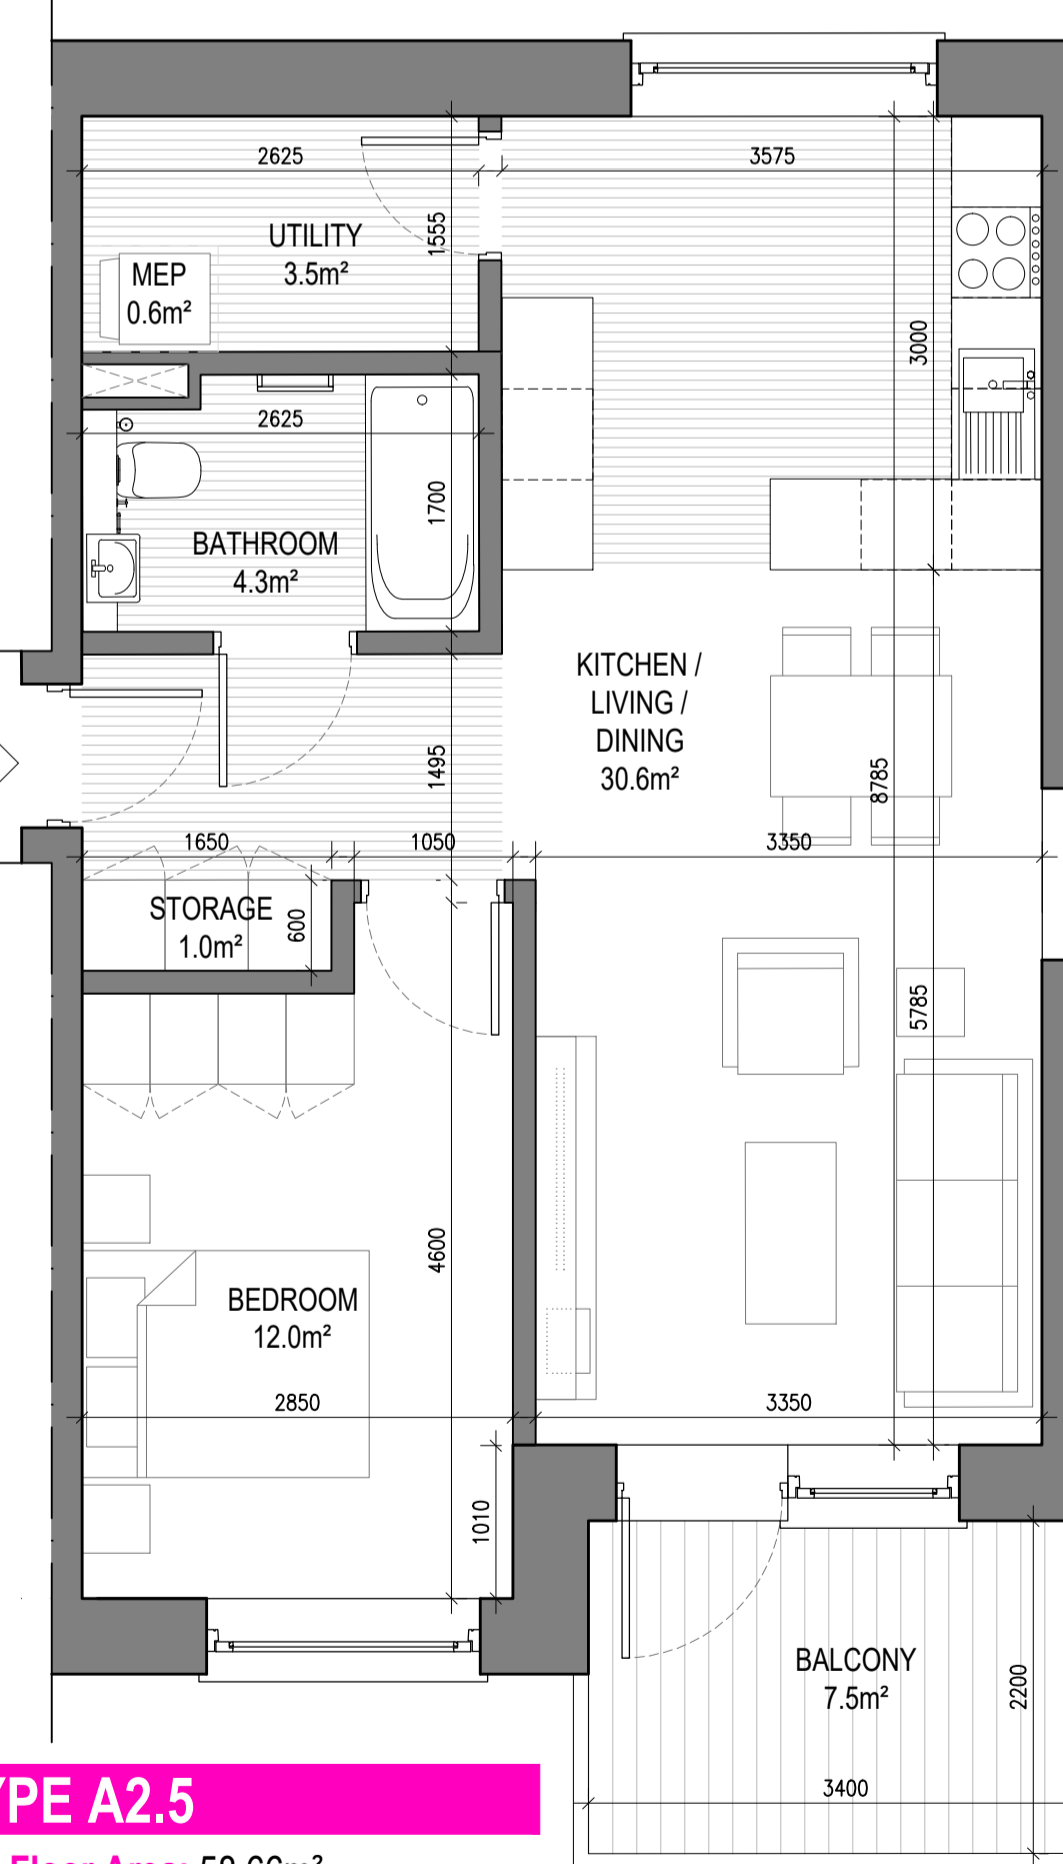 2625
3575
UTILITY
3.5m²
1555
MEP
0.6m²
3000
2625
1700
BATHROOM
4.3m²
KITCHEN /
LIVING /
DINING
30.6m²
1495
8785
1650
1050
3350
STORAGE
1.0m²
600
5785
4600
BEDROOM
12.0m²
2850
3350
1010
BALCONY
7.5m²
2200
3400
YPE A2.5
Floor Area: